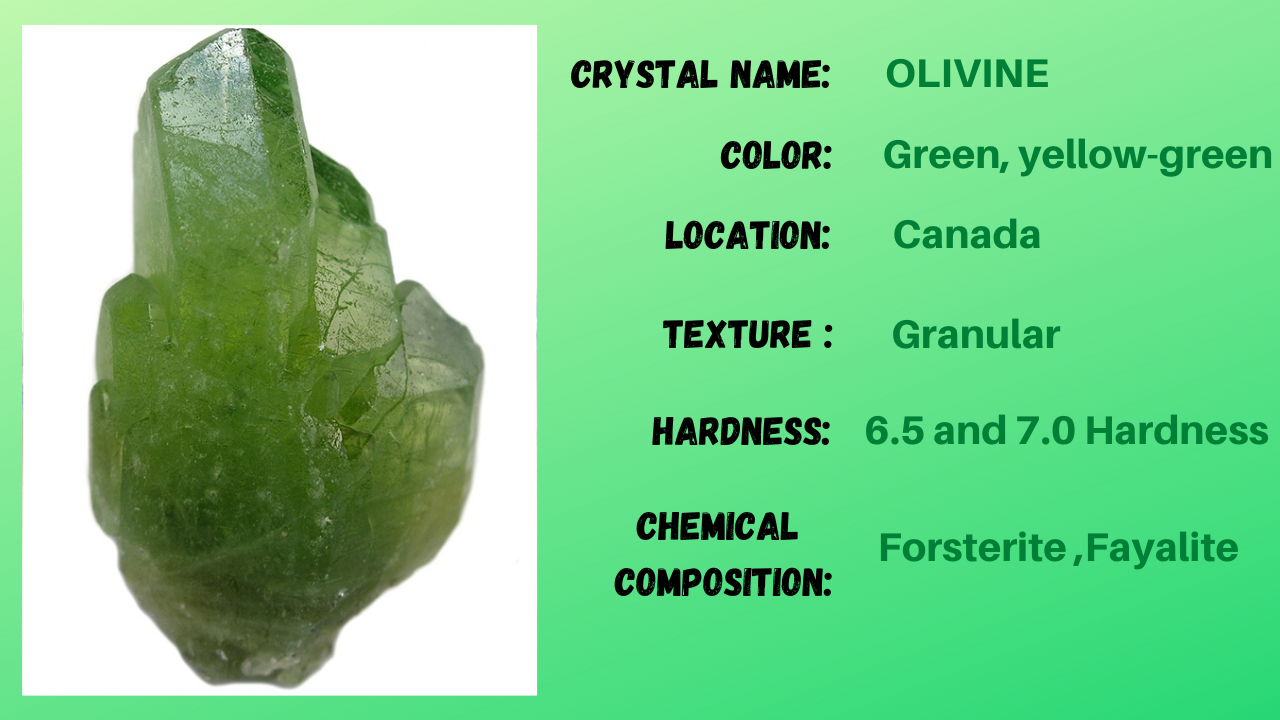 CRYSTAL NAME: OLIVINE
COLOR: Green, yellow-green
LOCATION: Canada
TEXTURE : Granular
HARDNESS: 6.5 and 7.0 Hardness
CHEMICAL
COMPOSITION: Forsterite ,Fayalite